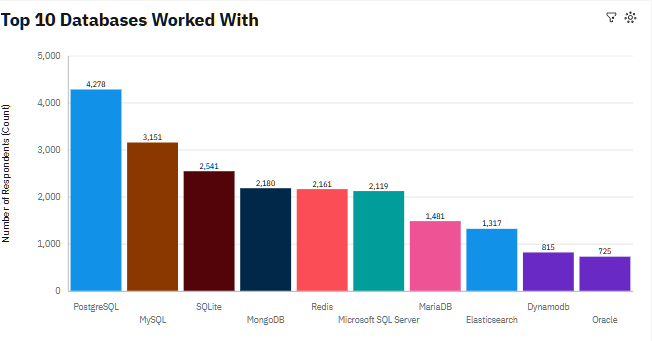 Top 10 Databases Worked With
Number of Respondents (Count)
5,000
4,000
3,000
2,000
1,000
0
4,278
3,151
2,541
2,180
2,161
2,119
1,481
1,317
815
725
PostgreSQL
MySQL
SQLite
MongoDB
Redis
Microsoft SQL Server
MariaDB
Elasticsearch
Dynamodb
Oracle